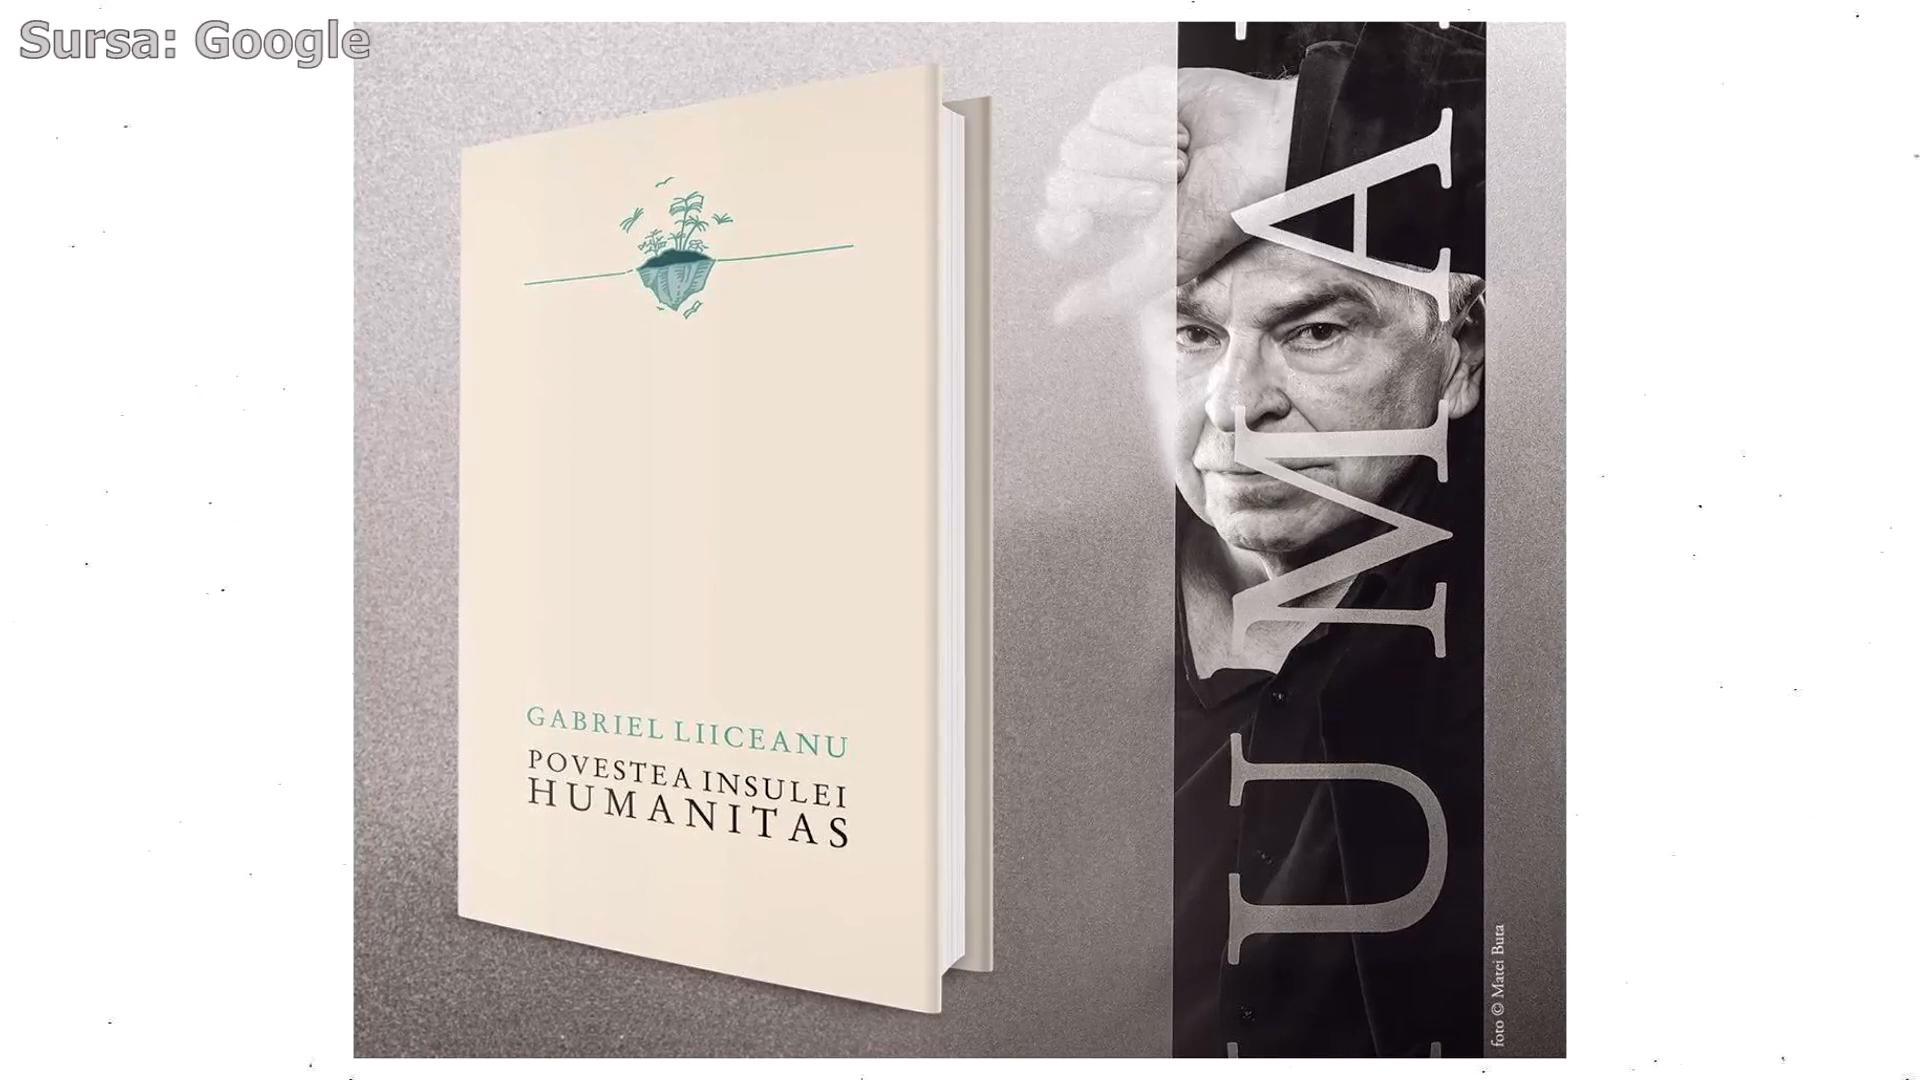 Sursa: Google
GABRIEL LIICEANU
POVESTEA INSULEI
HUMANITAS
UMA
foto © Matei Buta